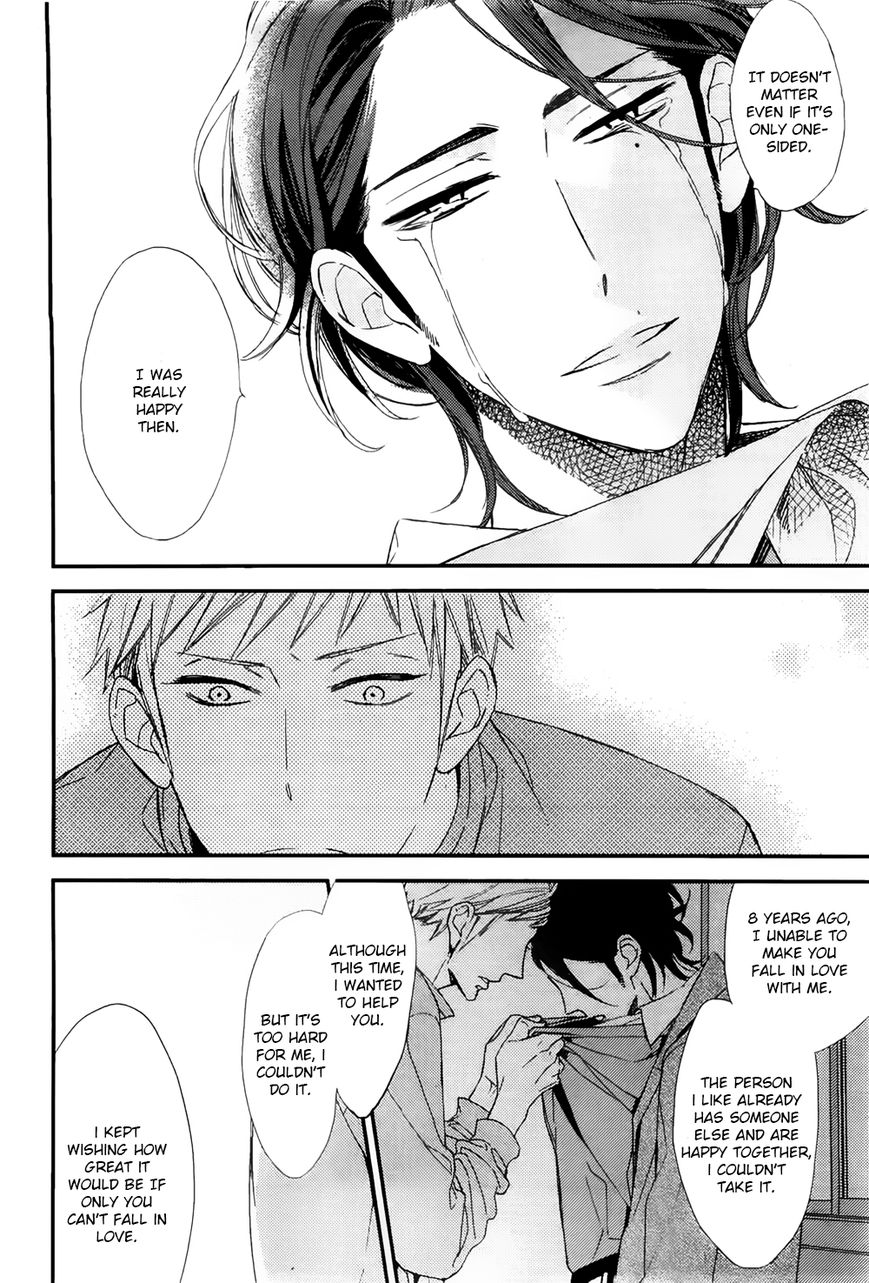 IT DOESN'T
MATTER
EVEN IF IT'S
ONLY ONE-
SIDED.
I WAS
REALLY
HAPPY
THEN.
8 YEARS AGO,
I UNABLE TO
MAKE YOU
FALL IN LOVE
WITH ME.
THE PERSON
I LIKE ALREADY
HAS SOMEONE
ELSE AND ARE
HAPPY TOGETHER,
I COULDN'T
TAKE IT.
ALTHOUGH
THIS TIME,
I WANTED
TO HELP
YOU.
BUT IT'S
TOO HARD
FOR ME, I
COULDN'T
DO IT.
I KEPT
WISHING HOW
GREAT IT
WOULD BE IF
ONLY YOU
CAN'T FALL IN
LOVE.